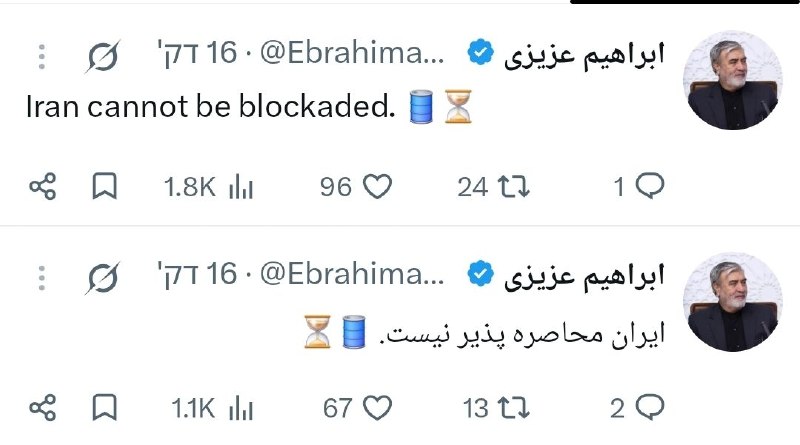 ابراهیم عزیزی @Ebrahima... · 16 דק'
Iran cannot be blockaded. 🛢️⏳
1 24 96 1.8K
ابراهیم عزیزی @Ebrahima... · 16 דק'
ایران محاصره پذیر نیست. 🛢️⏳
2 13 67 1.1K